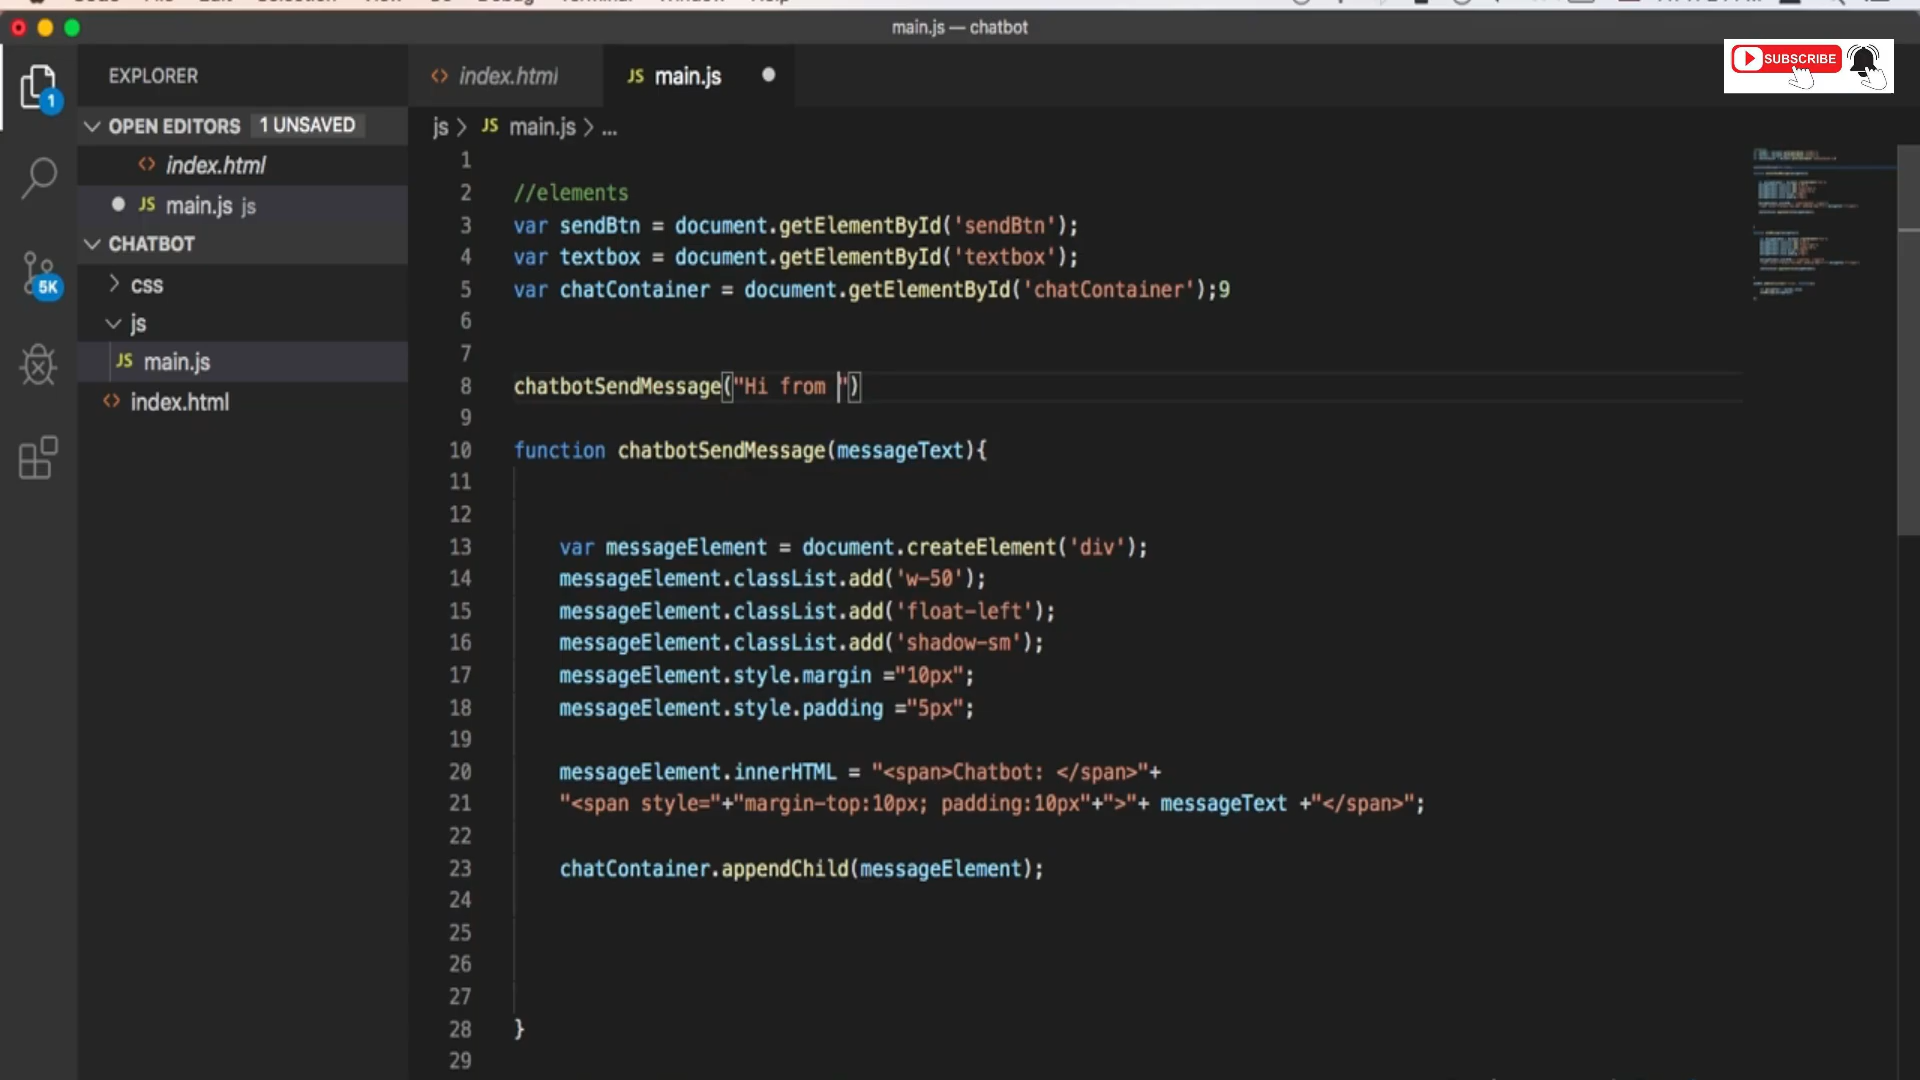 main.js — chatbot
SUBSCRIBE
EXPLORER
index.html
JS main.js
OPEN EDITORS 1 UNSAVED
index.html
JS main.js js
CHATBOT
css
js
JS main.js
index.html
1
5K
js > JS main.js > ...
1
2 //elements
3 var sendBtn = document.getElementById('sendBtn');
4 var textbox = document.getElementById('textbox');
5 var chatContainer = document.getElementById('chatContainer');9
6
7
8 chatbotSendMessage("Hi from ")
9
10 function chatbotSendMessage(messageText){
11
12
13 var messageElement = document.createElement('div');
14 messageElement.classList.add('w-50');
15 messageElement.classList.add('float-left');
16 messageElement.classList.add('shadow-sm');
17 messageElement.style.margin ="10px";
18 messageElement.style.padding ="5px";
19
20 messageElement.innerHTML = "<span>Chatbot: </span>"+
21 "<span style="+"margin-top:10px; padding:10px"+">"+ messageText +"</span>";
22
23 chatContainer.appendChild(messageElement);
24
25
26
27
28 }
29